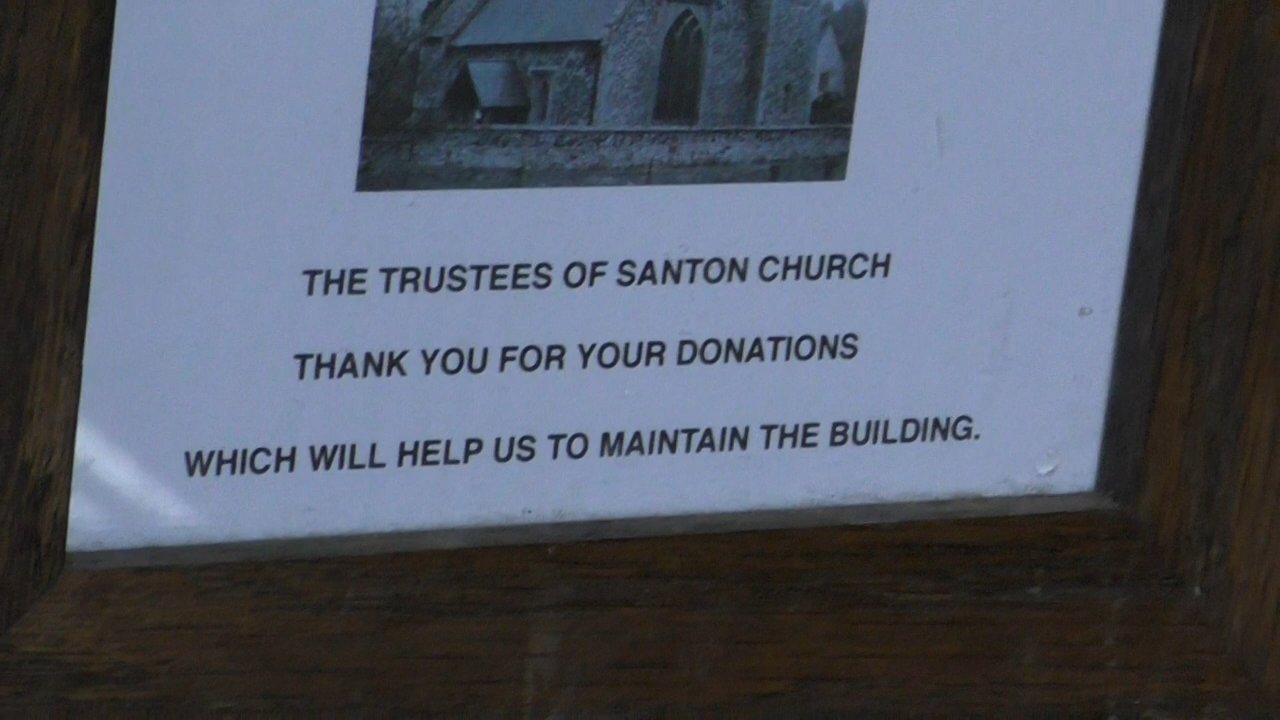 THE TRUSTEES OF SANTON CHURCH
THANK YOU FOR YOUR DONATIONS
WHICH WILL HELP US TO MAINTAIN THE BUILDING.